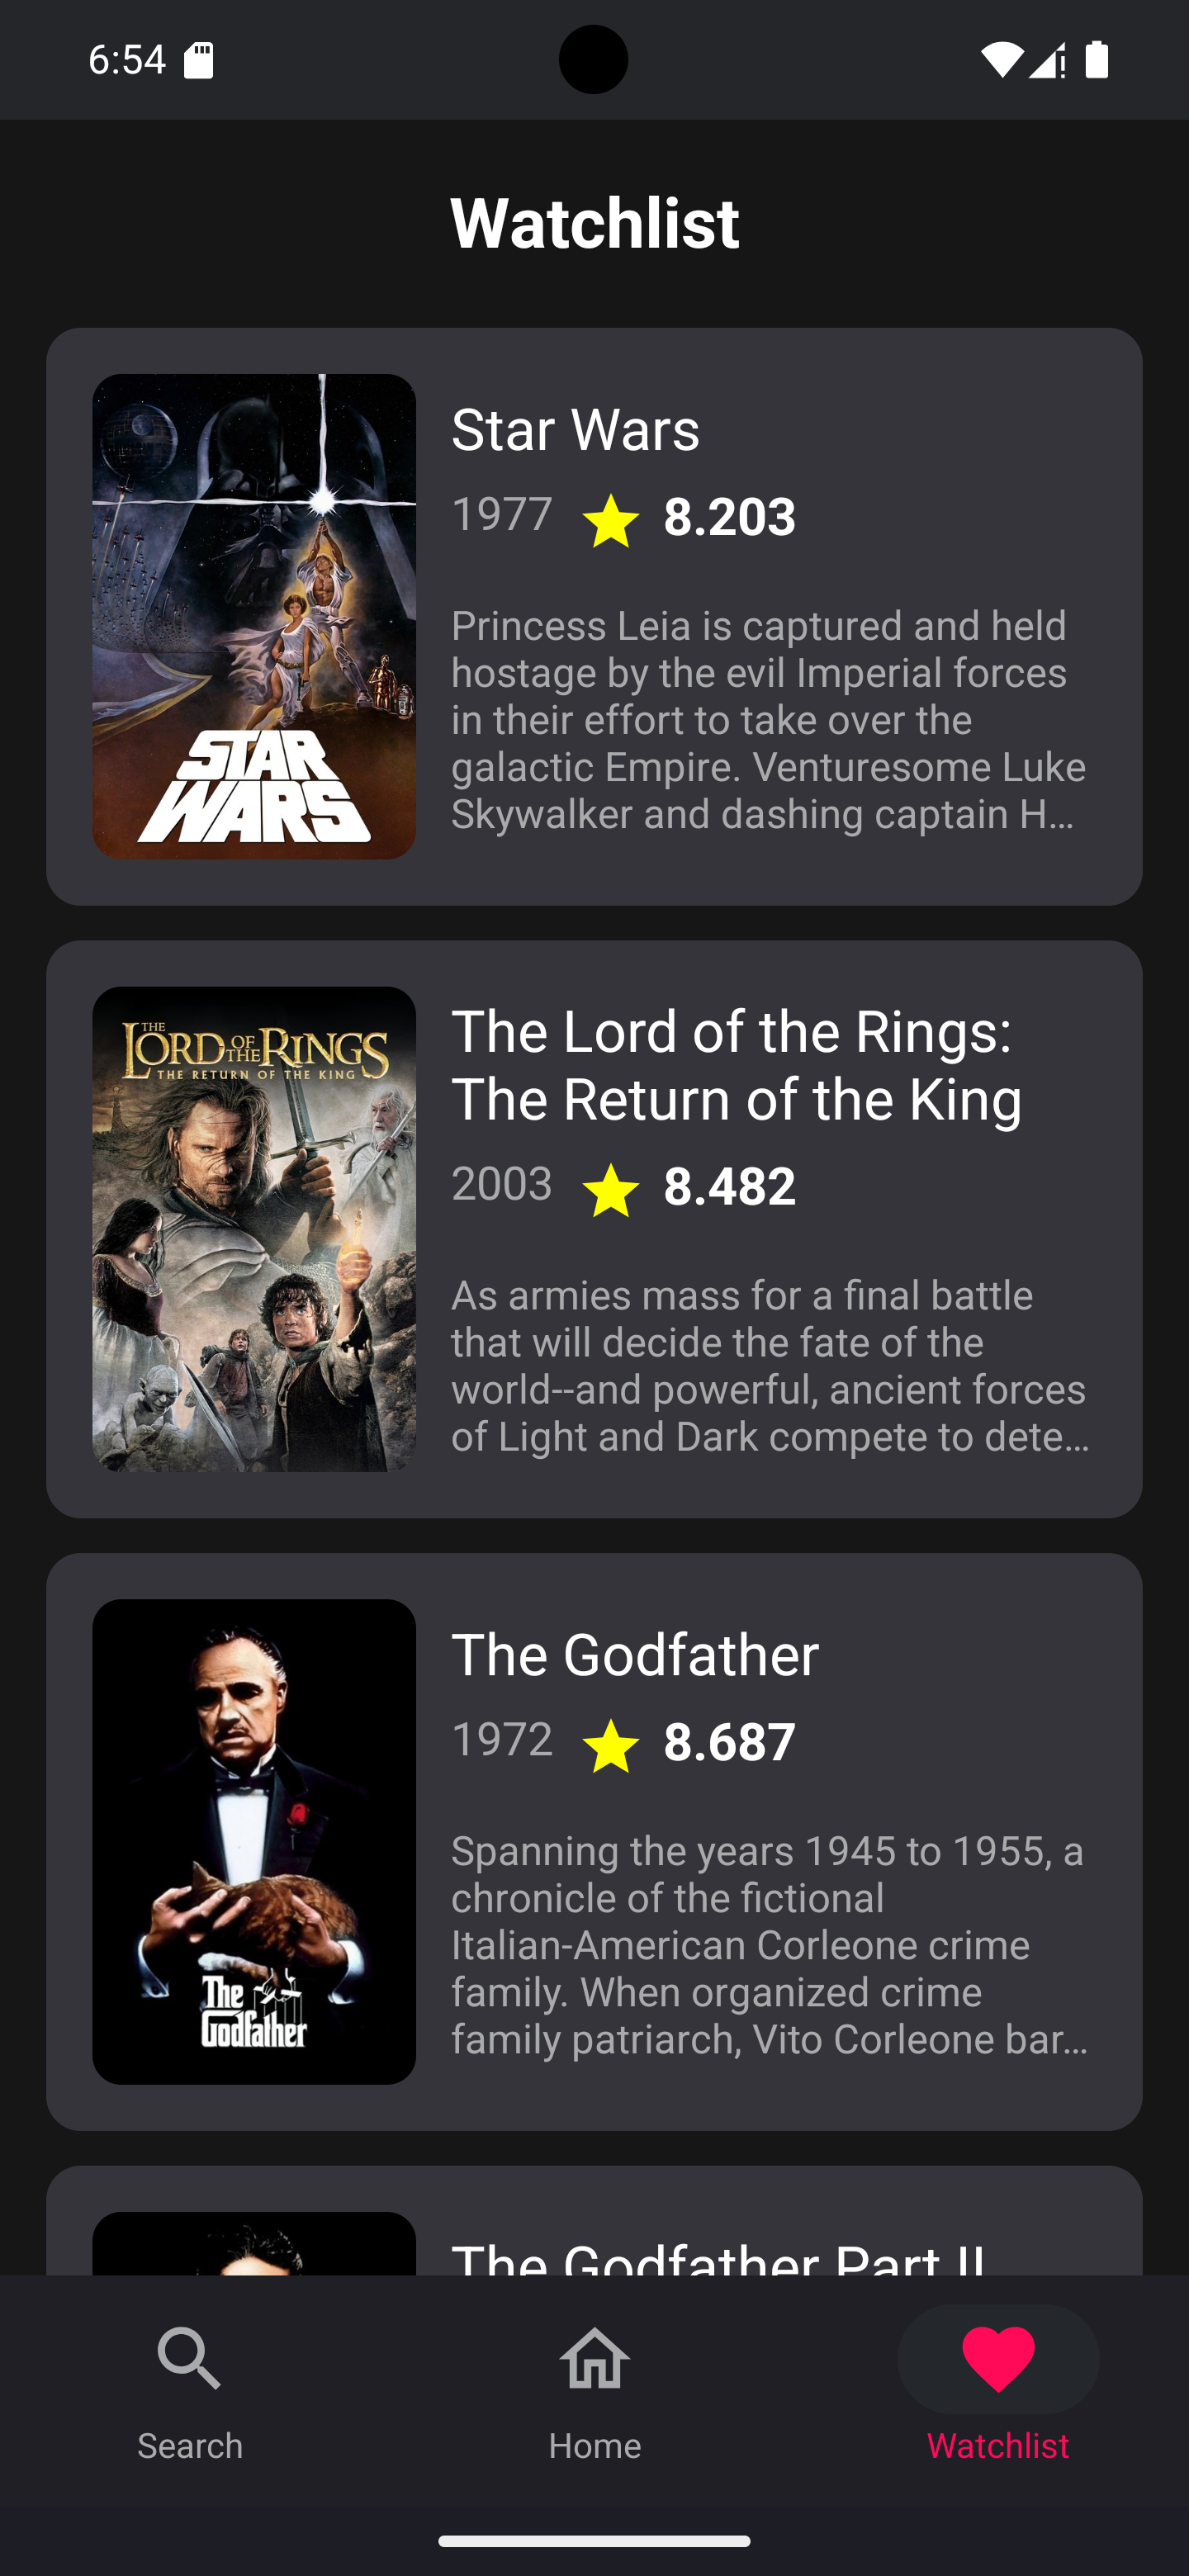 6:54
Watchlist
STAR
WARS
Star Wars
1977 8.203
Princess Leia is captured and held
hostage by the evil Imperial forces
in their effort to take over the
galactic Empire. Venturesome Luke
Skywalker and dashing captain H…
THE
LORD OF THE RINGS
THE RETURN OF THE KING
The Lord of the Rings:
The Return of the King
2003 8.482
As armies mass for a final battle
that will decide the fate of the
world--and powerful, ancient forces
of Light and Dark compete to dete…
The
Godfather
The Godfather
1972 8.687
Spanning the years 1945 to 1955, a
chronicle of the fictional
Italian-American Corleone crime
family. When organized crime
family patriarch, Vito Corleone bar…
The Godfather Part II
Search
Home
Watchlist